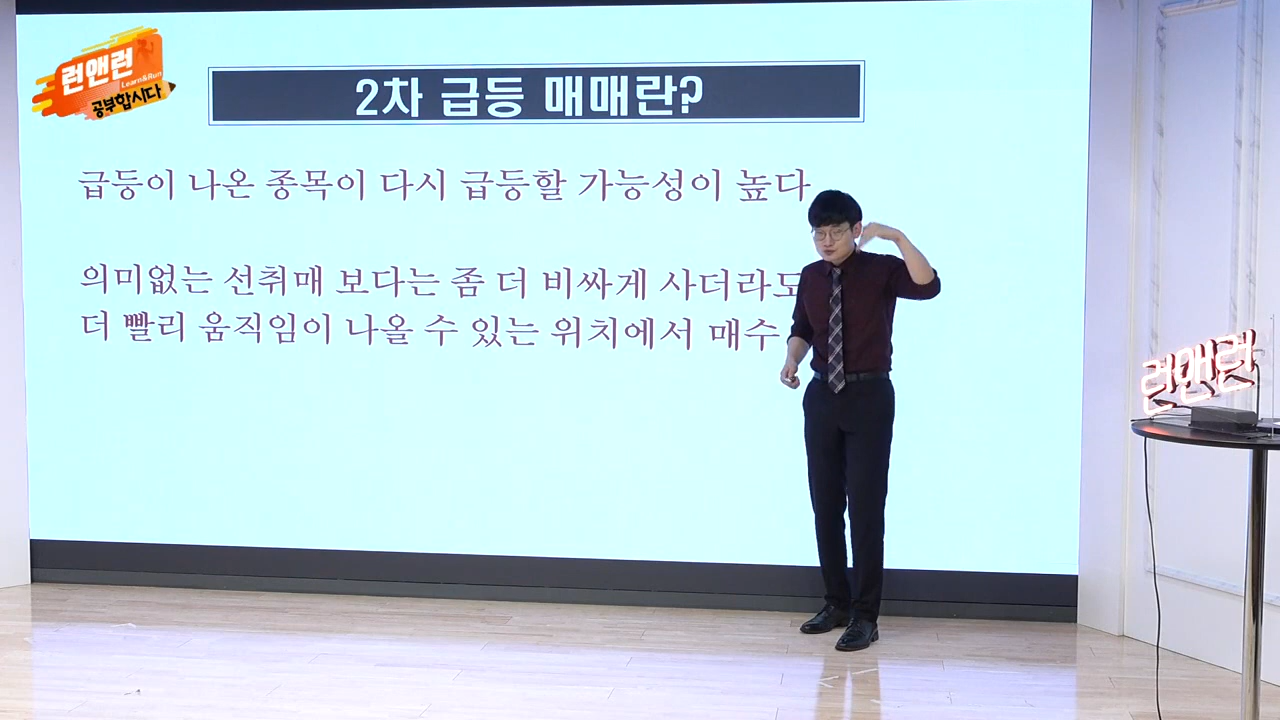 런앤런
Learn&Run
공부합시다
2차 급등 매매란?
급등이 나온 종목이 다시 급등할 가능성이 높다
의미없는 선취매 보다는 좀 더 비싸게 사더라도
더 빨리 움직임이 나올 수 있는 위치에서 매수
런앤런